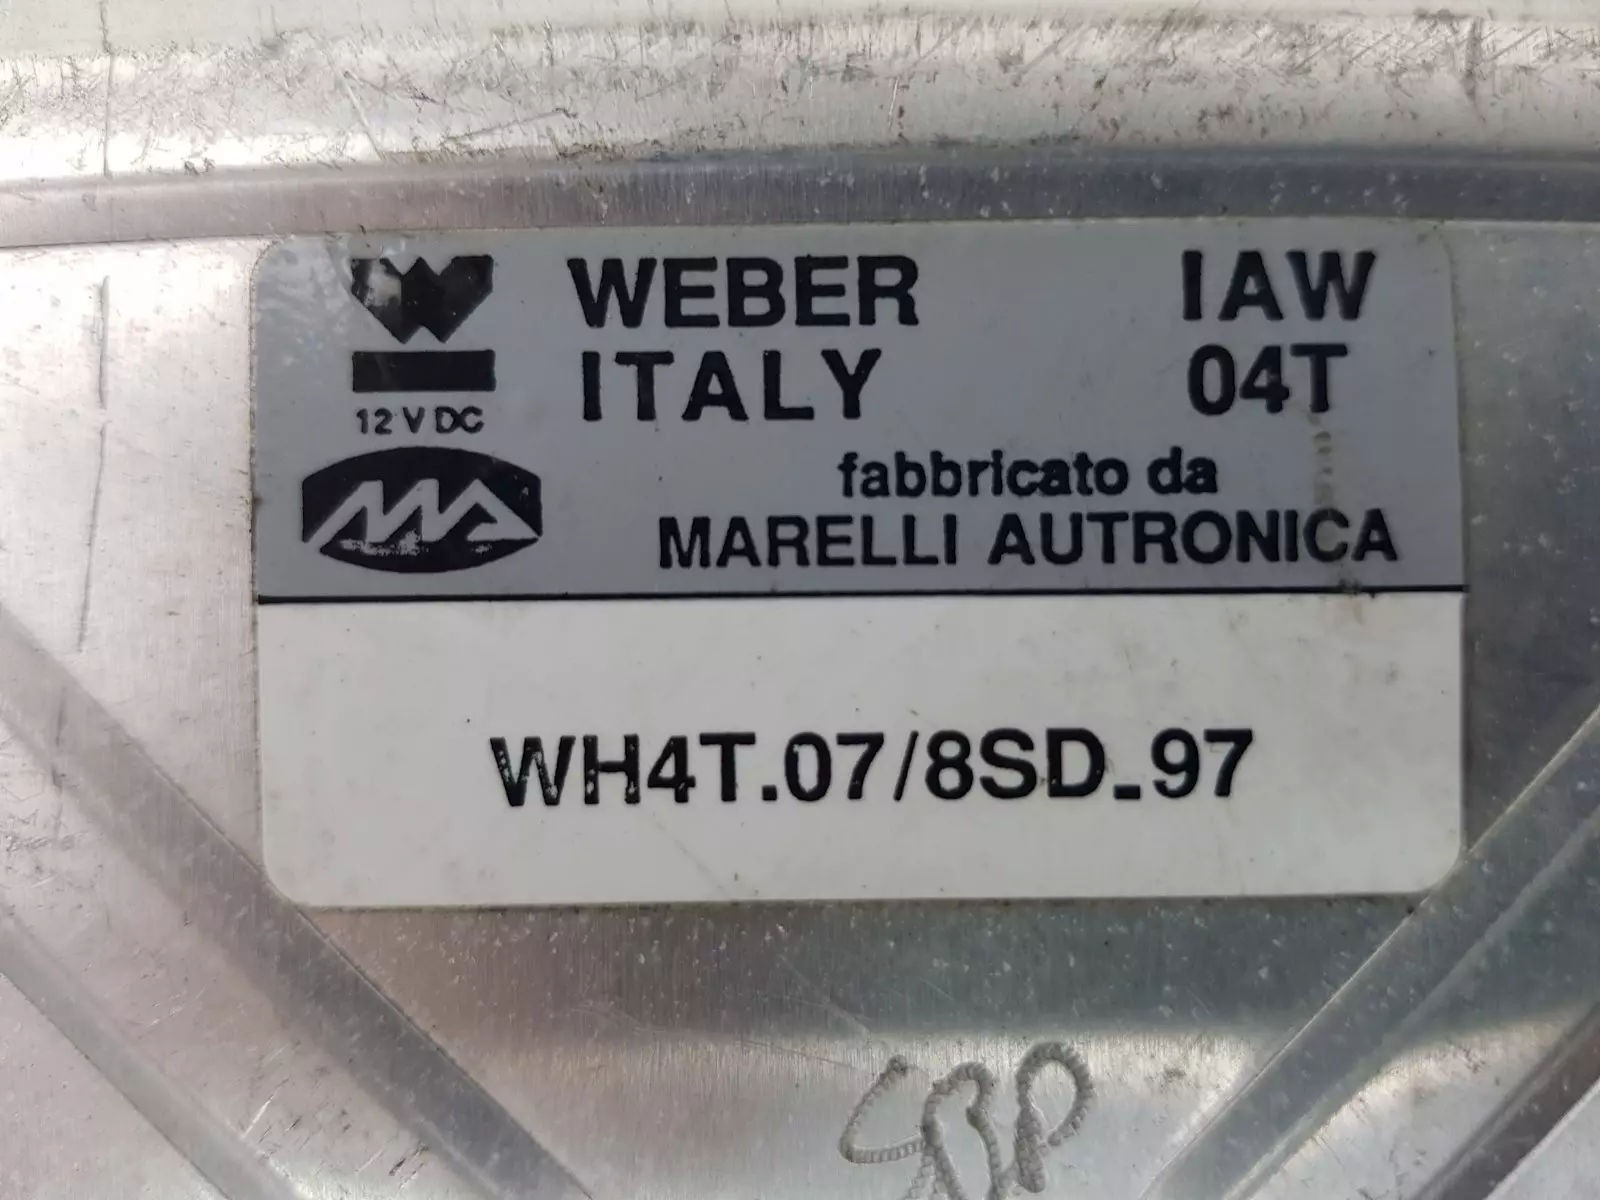 WEBER IAW
ITALY 04T
12 V DC
fabbricato da
MARELLI AUTRONICA
WH4T.07/8SD_97